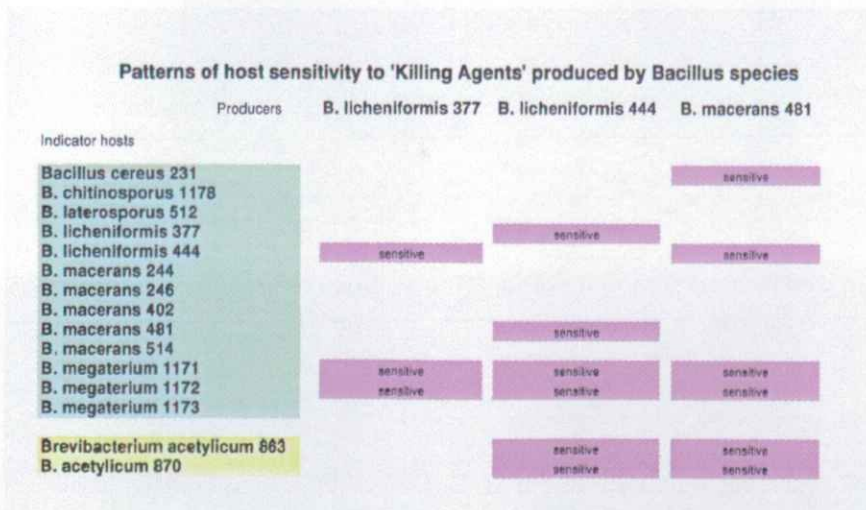 Patterns of host sensitivity to 'Killing Agents' produced by Bacillus species
Producers B. licheniformis 377 B. licheniformis 444 B. macerans 481
Indicator hosts
Bacillus cereus 231 sensitive
B. chitinosporus 1178
B. laterosporus 512
B. licheniformis 377 sensitive
B. licheniformis 444 sensitive sensitive
B. macerans 244
B. macerans 246
B. macerans 402
B. macerans 481 sensitive
B. macerans 514
B. megaterium 1171 sensitive sensitive sensitive
B. megaterium 1172 sensitive sensitive sensitive
B. megaterium 1173
Brevibacterium acetylicum 863 sensitive sensitive
B. acetylicum 870 sensitive sensitive